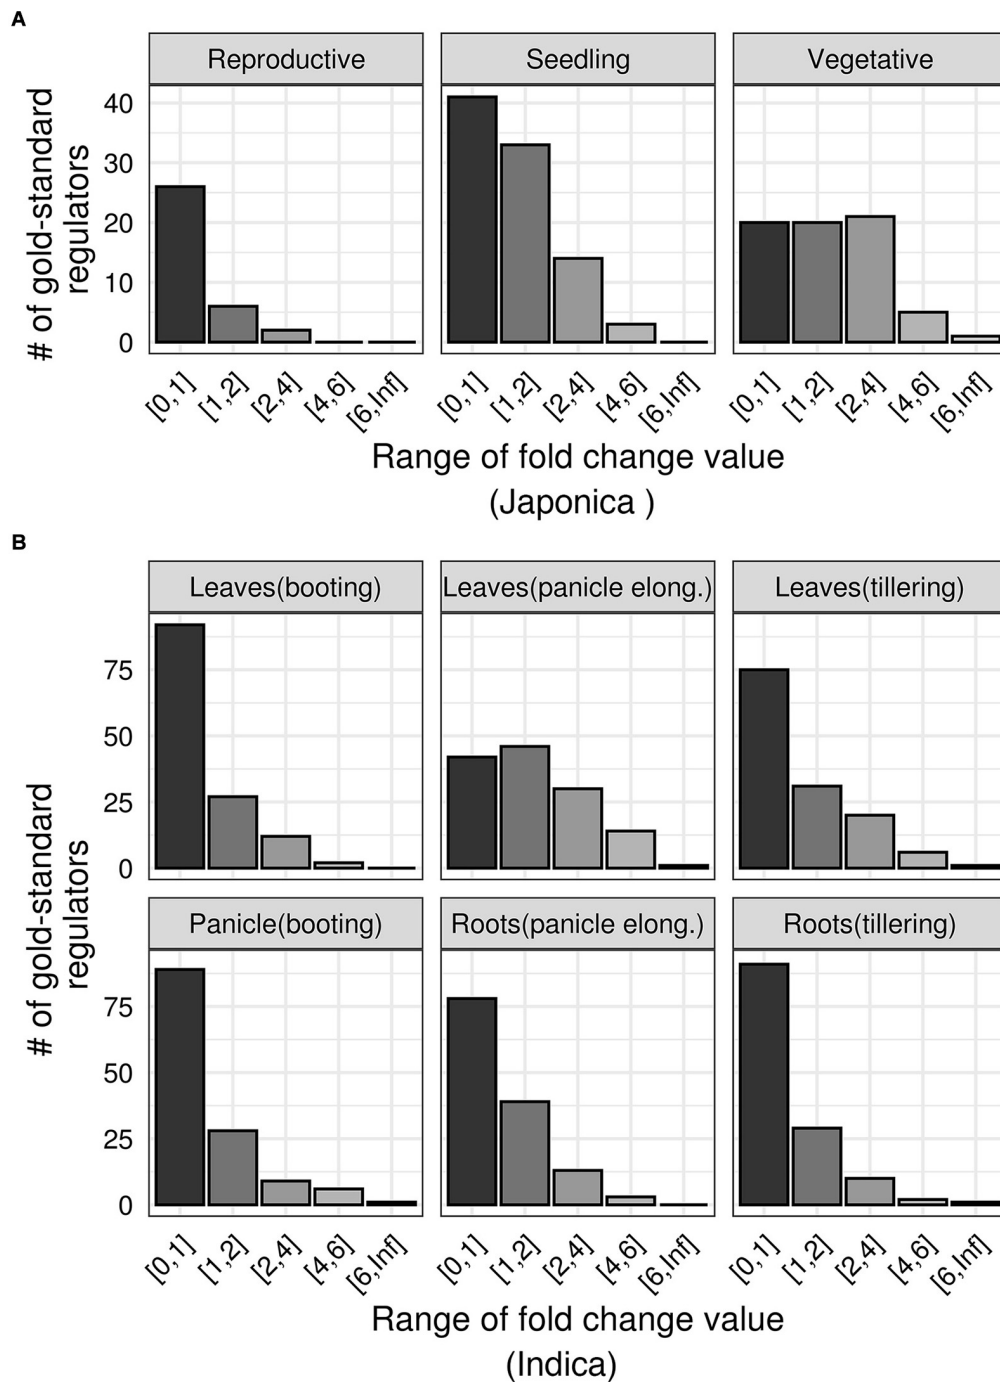 A
Reproductive Seedling Vegetative
# of gold-standard
regulators
40
30
20
10
0
[0,1] [1,2] [2,4] [4,6] [6,Inf] [0,1] [1,2] [2,4] [4,6] [6,Inf] [0,1] [1,2] [2,4] [4,6] [6,Inf]
Range of fold change value
(Japonica )
B
Leaves(booting) Leaves(panicle elong.) Leaves(tillering)
# of gold-standard
regulators
75
50
25
0
Panicle(booting) Roots(panicle elong.) Roots(tillering)
75
50
25
0
[0,1] [1,2] [2,4] [4,6] [6,Inf] [0,1] [1,2] [2,4] [4,6] [6,Inf] [0,1] [1,2] [2,4] [4,6] [6,Inf]
Range of fold change value
(Indica)